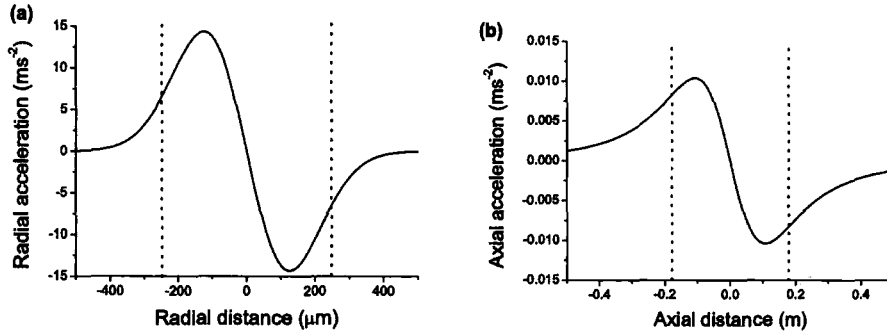 (a)
15
10
5
0
-5
-10
-15
Radial acceleration (ms-2)
-400 -200 0 200 400
Radial distance (μm)
(b)
0.015
0.010
0.005
0.000
-0.005
-0.010
-0.015
Axial acceleration (ms-2)
-0.4 -0.2 0.0 0.2 0.4
Axial distance (m)